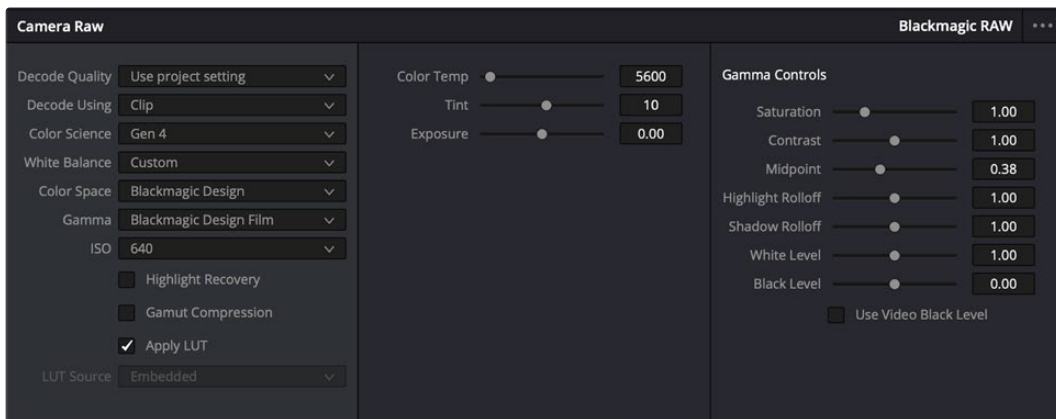 Camera Raw
Blackmagic RAW
Decode Quality Use project setting
Decode Using Clip
Color Science Gen 4
White Balance Custom
Color Space Blackmagic Design
Gamma Blackmagic Design Film
ISO 640
Highlight Recovery
Gamut Compression
Apply LUT
LUT Source Embedded
Color Temp 5600
Tint 10
Exposure 0.00
Gamma Controls
Saturation 1.00
Contrast 1.00
Midpoint 0.38
Highlight Rolloff 1.00
Shadow Rolloff 1.00
White Level 1.00
Black Level 0.00
Use Video Black Level